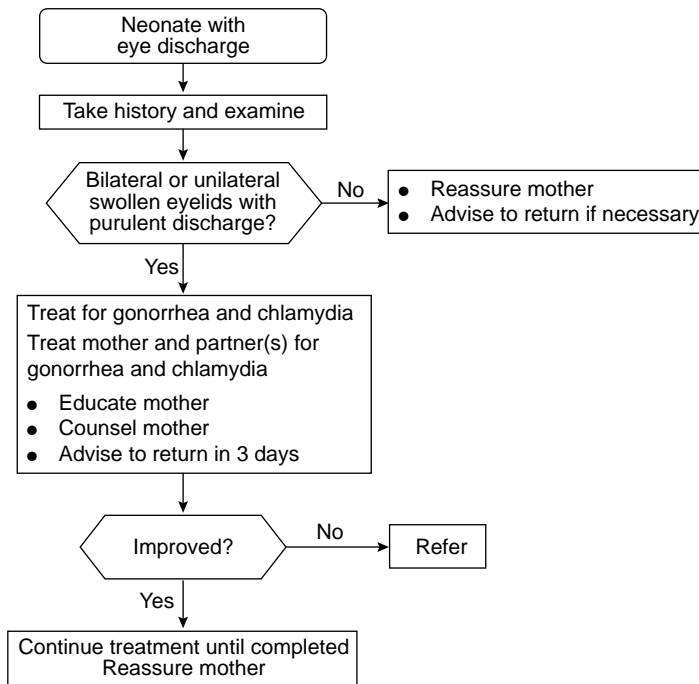 Neonate with
eye discharge
Take history and examine
Bilateral or unilateral
swollen eyelids with
purulent discharge?
No
● Reassure mother
● Advise to return if necessary
Yes
Treat for gonorrhea and chlamydia
Treat mother and partner(s) for
gonorrhea and chlamydia
● Educate mother
● Counsel mother
● Advise to return in 3 days
Improved?
No
Refer
Yes
Continue treatment until completed
Reassure mother